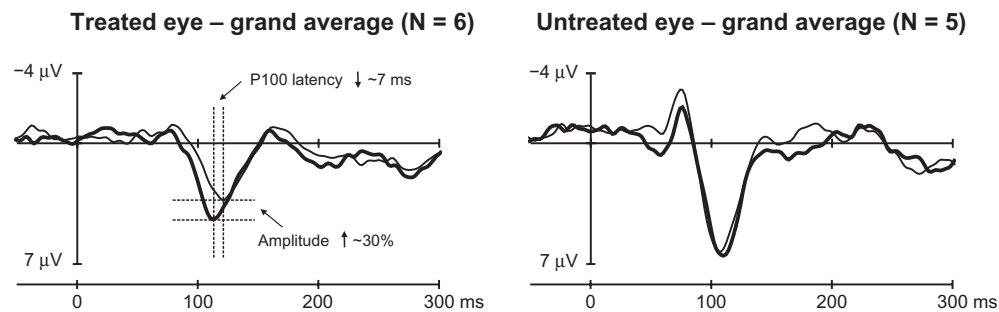 Treated eye – grand average (N = 6)
−4 μV
P100 latency ↓ ~7 ms
Amplitude ↑ ~30%
7 μV
0 100 200 300 ms
Untreated eye – grand average (N = 5)
−4 μV
7 μV
0 100 200 300 ms